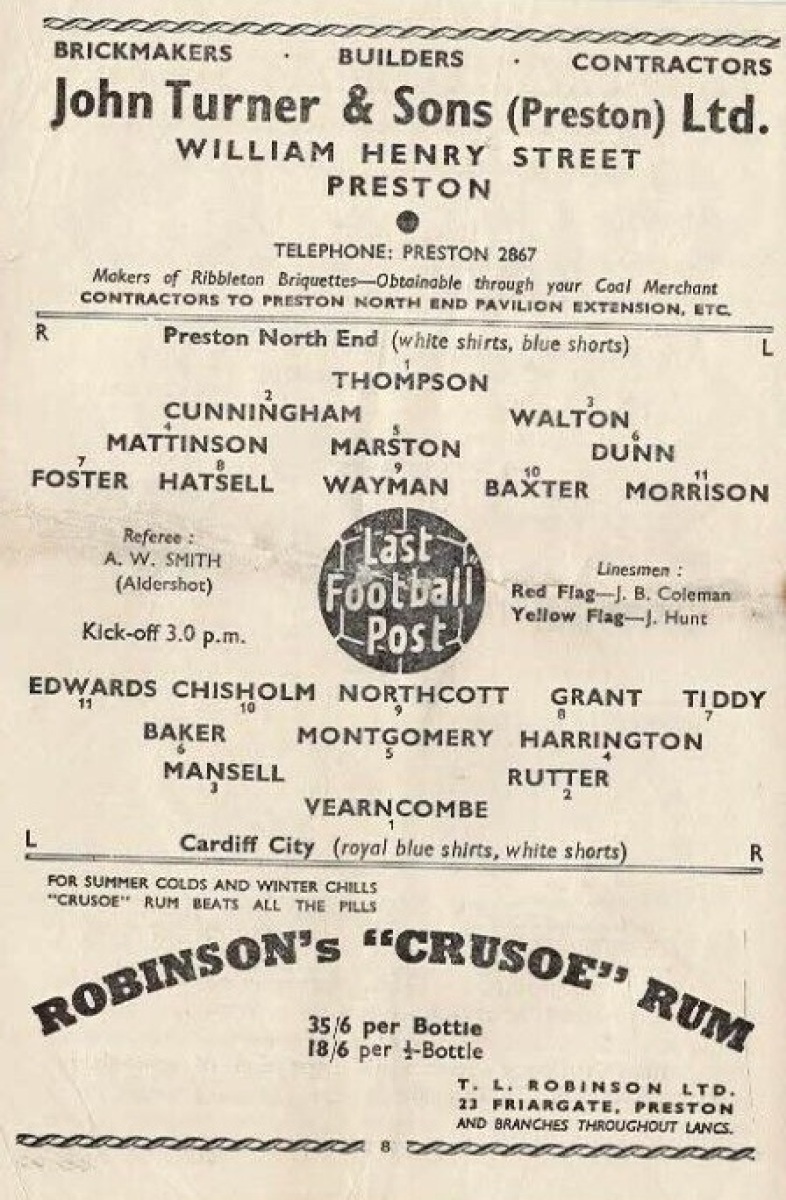 BRICKMAKERS · BUILDERS · CONTRACTORS
John Turner & Sons (Preston) Ltd.
WILLIAM HENRY STREET
PRESTON
TELEPHONE: PRESTON 2867
Makers of Ribbleton Briquettes—Obtainable through your Coal Merchant
CONTRACTORS TO PRESTON NORTH END PAVILION EXTENSION, ETC.
R Preston North End (white shirts, blue shorts) L
1
THOMPSON
2 3
CUNNINGHAM WALTON
4 5 6
MATTINSON MARSTON DUNN
7 8 9 10 11
FOSTER HATSELL WAYMAN BAXTER MORRISON
Referee :
A. W. SMITH
(Aldershot)
Kick-off 3.0 p.m.
Last
Football
Post
Linesmen :
Red Flag—J. B. Coleman
Yellow Flag—J. Hunt
EDWARDS CHISHOLM NORTHCOTT GRANT TIDDY
11 10 9 8 7
BAKER MONTGOMERY HARRINGTON
6 5 4
MANSELL RUTTER
3 2
VEARNCOMBE
1
L Cardiff City (royal blue shirts, white shorts) R
FOR SUMMER COLDS AND WINTER CHILLS
"CRUSOE" RUM BEATS ALL THE PILLS
ROBINSON's "CRUSOE" RUM
35/6 per Bottle
18/6 per ½-Bottle
T. L. ROBINSON LTD.
23 FRIARGATE, PRESTON
AND BRANCHES THROUGHOUT LANCS.
8